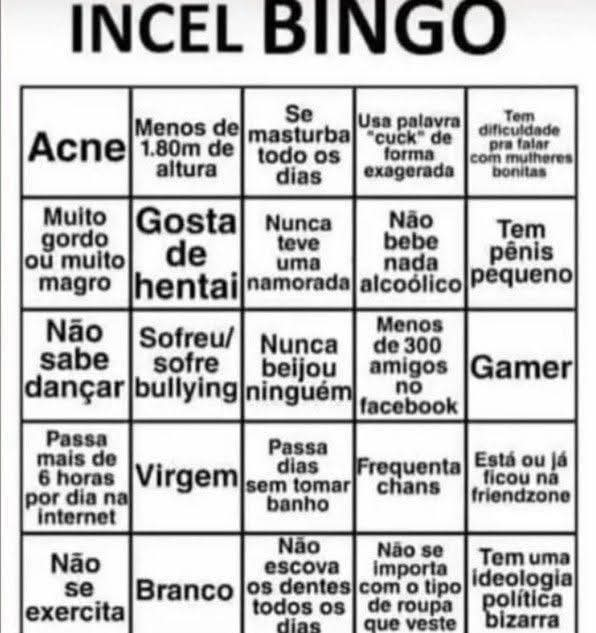 INCEL BINGO
Acne
Menos de
1.80m de
altura
Se
masturba
todo os
dias
Usa palavra
"cuck" de
forma
exagerada
Tem
dificuldade
pra falar
com mulheres
bonitas
Muito
gordo
ou muito
magro
Gosta
de
hentai
Nunca
teve
uma
namorada
Não
bebe
nada
alcoólico
Tem
pênis
pequeno
Não
sabe
dançar
Sofreu/
sofre
bullying
Nunca
beijou
ninguém
Menos
de 300
amigos
no
facebook
Gamer
Passa
mais de
6 horas
por dia na
internet
Virgem
Passa
dias
sem tomar
banho
Frequenta
chans
Está ou já
ficou na
friendzone
Não
se
exercita
Branco
Não
escova
os dentes
todos os
dias
Não se
importa
com o tipo
de roupa
que veste
Tem uma
ideologia
política
bizarra